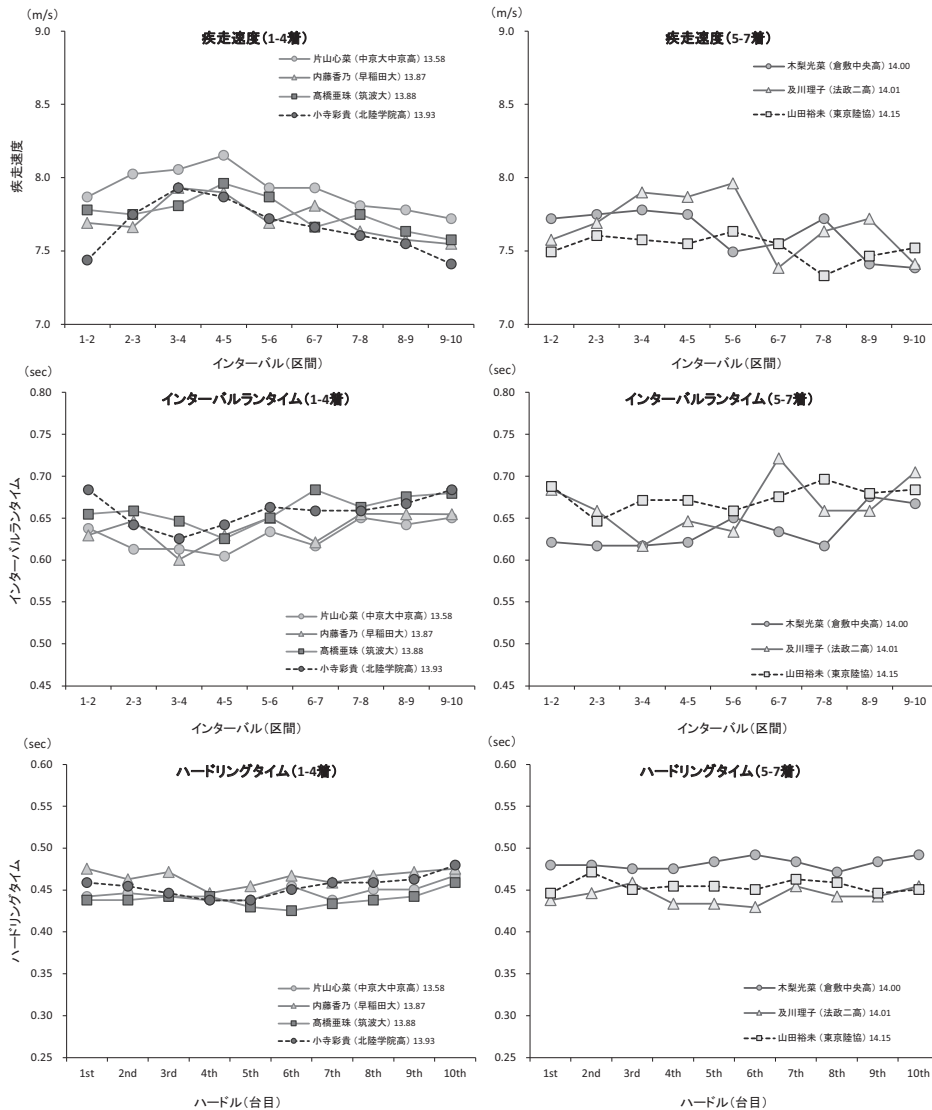 （m/s）
疾走速度（1-4着）
9.0
8.5
8.0
7.5
7.0
疾走速度
片山心菜（中京大中京高）13.58
内藤香乃（早稲田大）13.87
髙橋亜珠（筑波大）13.88
小寺彩貴（北陸学院高）13.93
1-2 2-3 3-4 4-5 5-6 6-7 7-8 8-9 9-10
インターバル（区間）
（m/s）
疾走速度（5-7着）
9.0
8.5
8.0
7.5
7.0
木梨光菜（倉敷中央高）14.00
及川理子（法政二高）14.01
山田裕未（東京陸協）14.15
1-2 2-3 3-4 4-5 5-6 6-7 7-8 8-9 9-10
インターバル（区間）
（sec）
インターバルランタイム（1-4着）
0.80
0.75
0.70
0.65
0.60
0.55
0.50
0.45
インターバルランタイム
片山心菜（中京大中京高）13.58
内藤香乃（早稲田大）13.87
髙橋亜珠（筑波大）13.88
小寺彩貴（北陸学院高）13.93
1-2 2-3 3-4 4-5 5-6 6-7 7-8 8-9 9-10
インターバル（区間）
（sec）
インターバルランタイム（5-7着）
0.80
0.75
0.70
0.65
0.60
0.55
0.50
0.45
木梨光菜（倉敷中央高）14.00
及川理子（法政二高）14.01
山田裕未（東京陸協）14.15
1-2 2-3 3-4 4-5 5-6 6-7 7-8 8-9 9-10
インターバル（区間）
（sec）
ハードリングタイム（1-4着）
0.60
0.55
0.50
0.45
0.40
0.35
0.30
0.25
ハードリングタイム
片山心菜（中京大中京高）13.58
内藤香乃（早稲田大）13.87
髙橋亜珠（筑波大）13.88
小寺彩貴（北陸学院高）13.93
1st 2nd 3rd 4th 5th 6th 7th 8th 9th 10th
ハードル（台目）
（sec）
ハードリングタイム（5-7着）
0.60
0.55
0.50
0.45
0.40
0.35
0.30
0.25
木梨光菜（倉敷中央高）14.00
及川理子（法政二高）14.01
山田裕未（東京陸協）14.15
1st 2nd 3rd 4th 5th 6th 7th 8th 9th 10th
ハードル（台目）